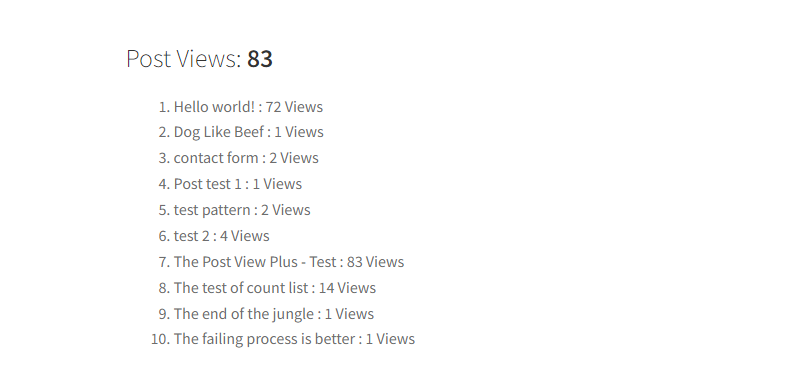 Post Views: 83
1. Hello world! : 72 Views
2. Dog Like Beef : 1 Views
3. contact form : 2 Views
4. Post test 1 : 1 Views
5. test pattern : 2 Views
6. test 2 : 4 Views
7. The Post View Plus - Test : 83 Views
8. The test of count list : 14 Views
9. The end of the jungle : 1 Views
10. The failing process is better : 1 Views